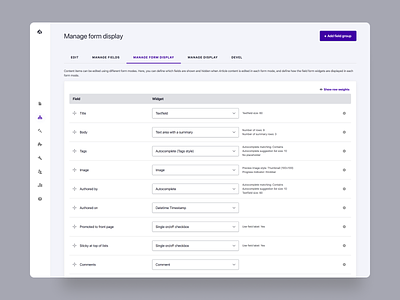 Manage form display
+ Add field group
EDIT
MANAGE FIELDS
MANAGE FORM DISPLAY
MANAGE DISPLAY
DEVEL
Content items can be edited using different form modes. Here, you can define which fields are shown and hidden when Article content is edited in each form mode, and define how the field form widgets are displayed in each
form mode.
Show row weights
Field
Widget
Title
Textfield
Textfield size: 60
Body
Text area with a summary
Number of rows: 9
Number of summary rows: 3
Tags
Autocomplete (Tags style)
Autocomplete matching: Contains
Autocomplete suggestion list size: 10
No placeholder
Image
Image
Preview image style: Thumbnail (100×100)
Progress indicator: throbber
Authored by
Autocomplete
Autocomplete matching: Contains
Autocomplete suggestion list size: 10
Textfield size: 60
Authored on
Datetime Timestamp
Promoted to front page
Single on/off checkbox
Use field label: Yes
Sticky at top of lists
Single on/off checkbox
Use field label: Yes
Comments
Comment